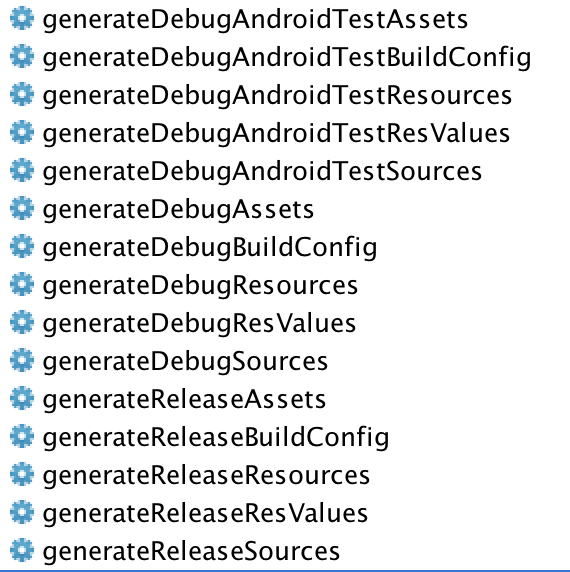 generateDebugAndroidTestAssets
generateDebugAndroidTestBuildConfig
generateDebugAndroidTestResources
generateDebugAndroidTestResValues
generateDebugAndroidTestSources
generateDebugAssets
generateDebugBuildConfig
generateDebugResources
generateDebugResValues
generateDebugSources
generateReleaseAssets
generateReleaseBuildConfig
generateReleaseResources
generateReleaseResValues
generateReleaseSources